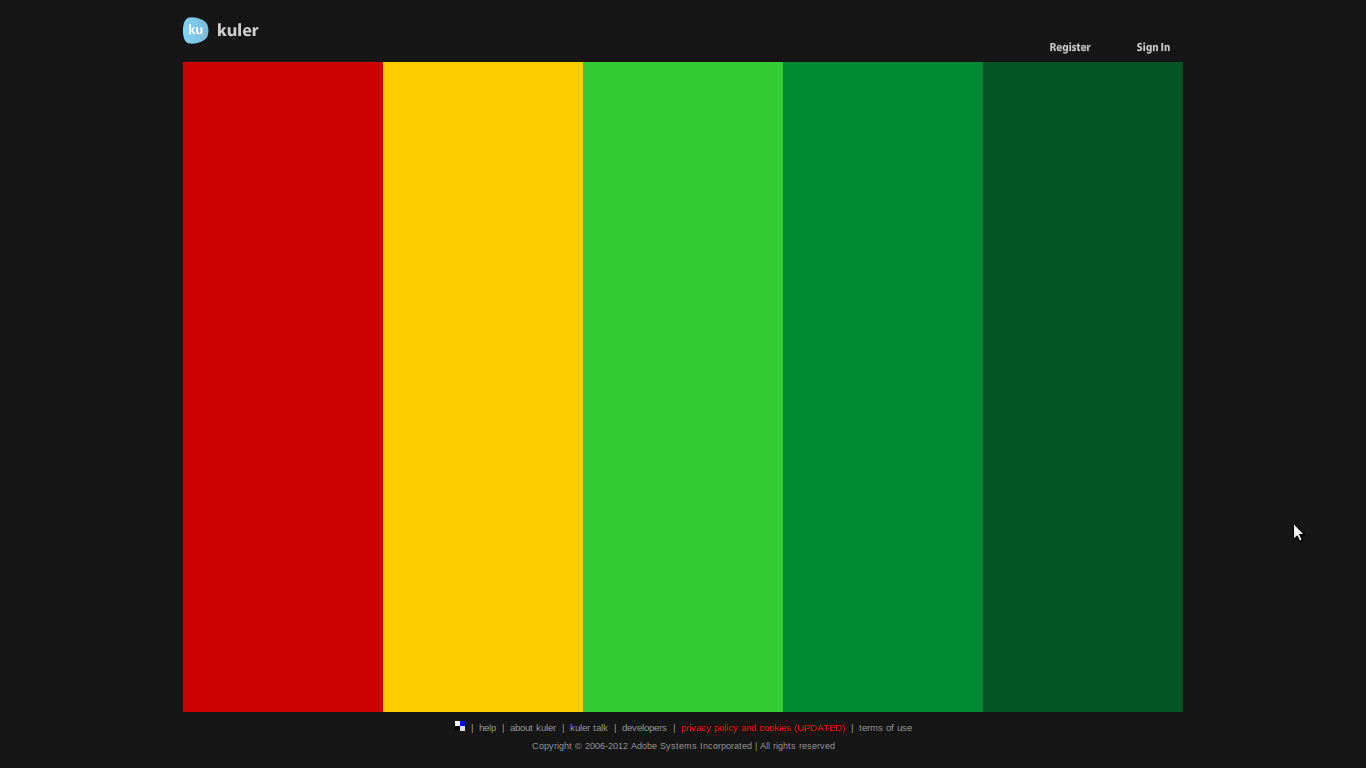 ku kuler
Register Sign In
| help | about kuler | kuler talk | developers | privacy policy and cookies (UPDATED) | terms of use
Copyright © 2006-2012 Adobe Systems Incorporated | All rights reserved